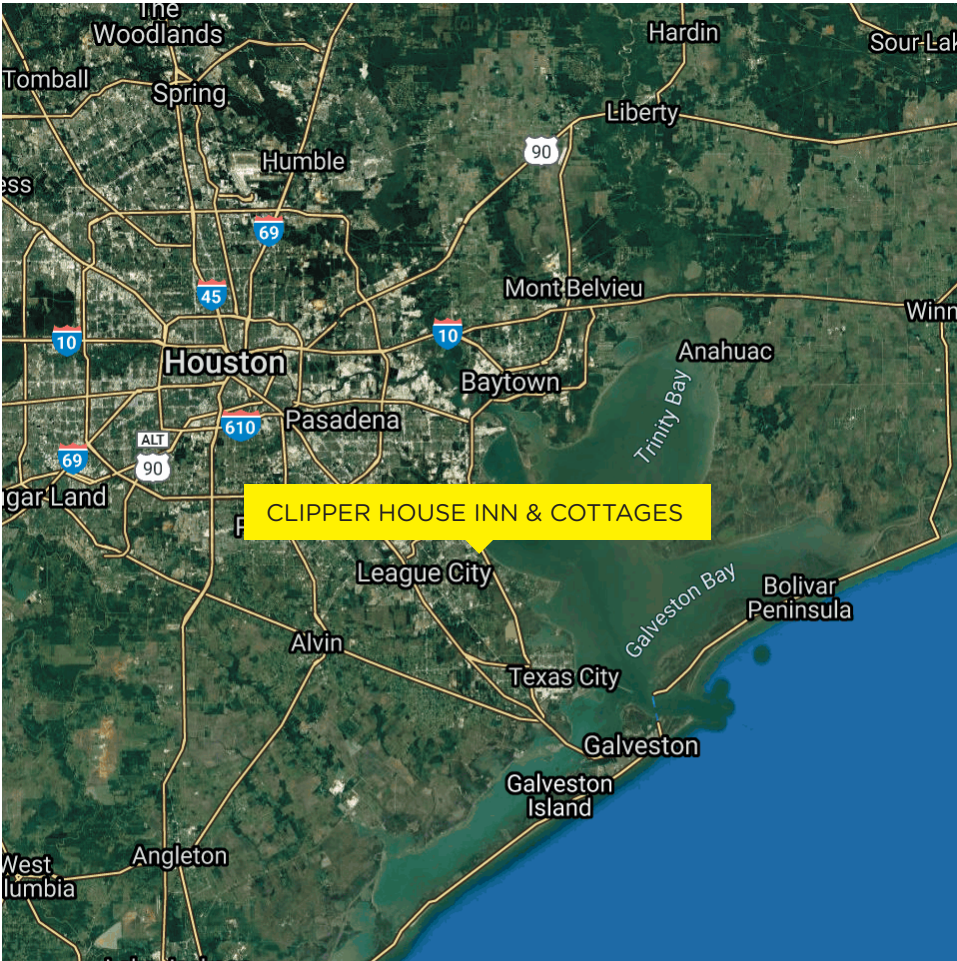 The
Woodlands
Hardin
Sour Lak
Tomball
Spring
Liberty
90
Humble
ess
69
Mont Belvieu
45
Winn
10
10
Houston
Anahuac
Baytown
Trinity Bay
Pasadena
610
ALT
90
69
gar Land
CLIPPER HOUSE INN & COTTAGES
League City
Galveston Bay
Bolivar
Peninsula
Alvin
Texas City
Galveston
Galveston
Island
Angleton
West
lumbia